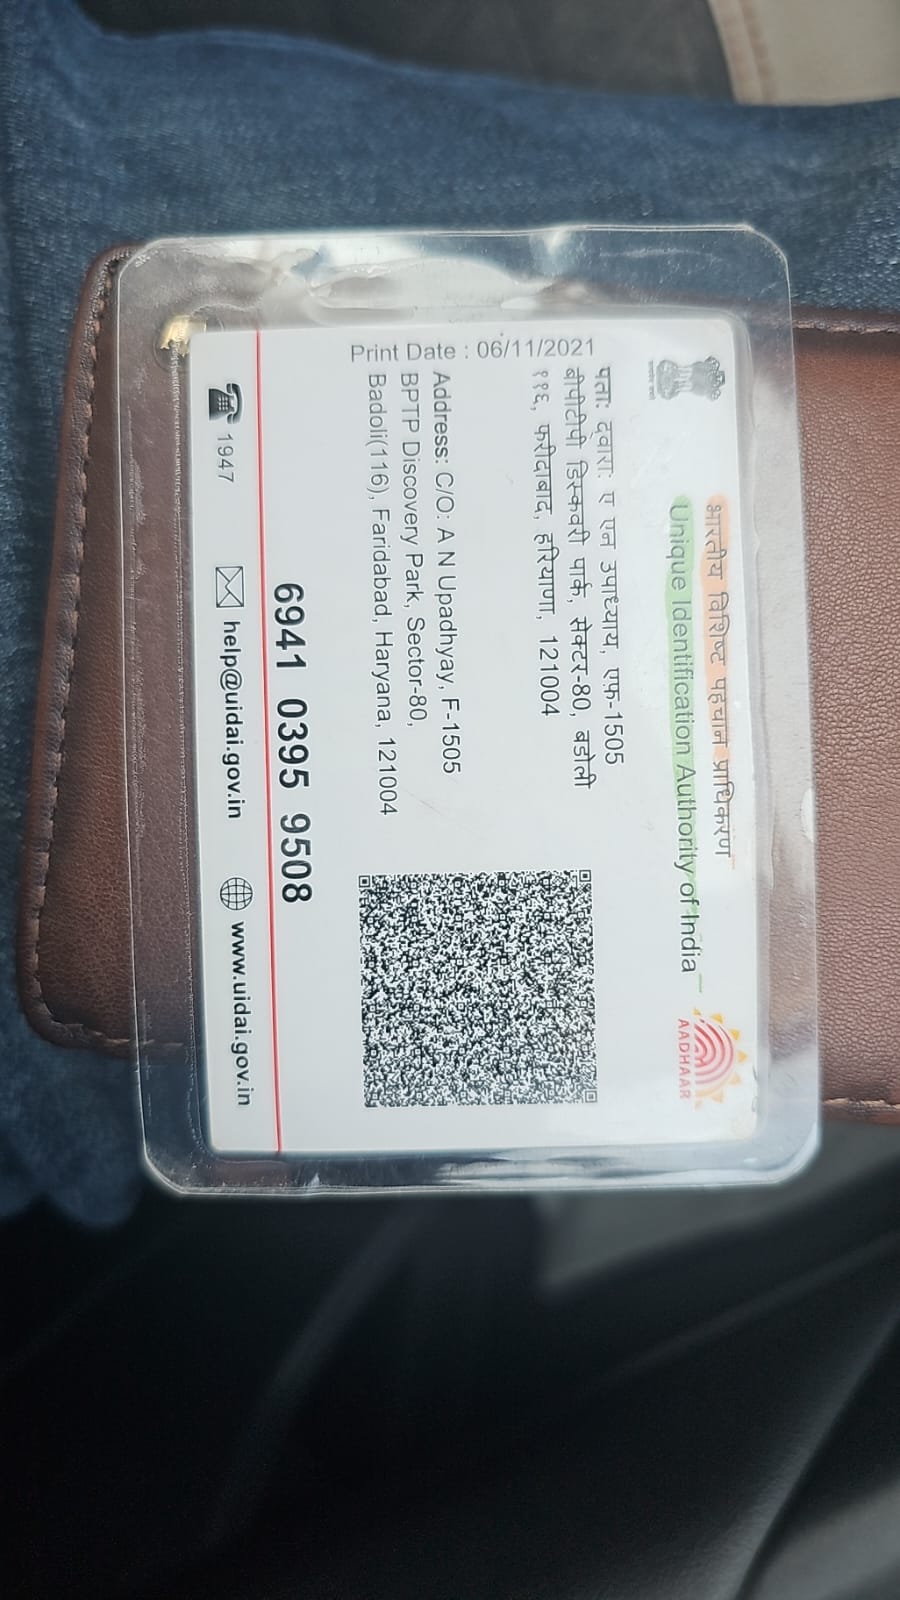 भारतीय विशिष्ट पहचान प्राधिकरण
Unique Identification Authority of India
AADHAAR
Print Date : 06/11/2021
पता: द्वारा: ए एन उपाध्याय, एफ़-1505
बीपीटीपी डिस्कवरी पार्क, सेक्टर-80, बडोली
११६, फरीदाबाद, हरियाणा, 121004
Address: C/O: A N Upadhyay, F-1505
BPTP Discovery Park, Sector-80,
Badoli(116), Faridabad, Haryana, 121004
6941 0395 9508
1947
help@uidai.gov.in
www.uidai.gov.in